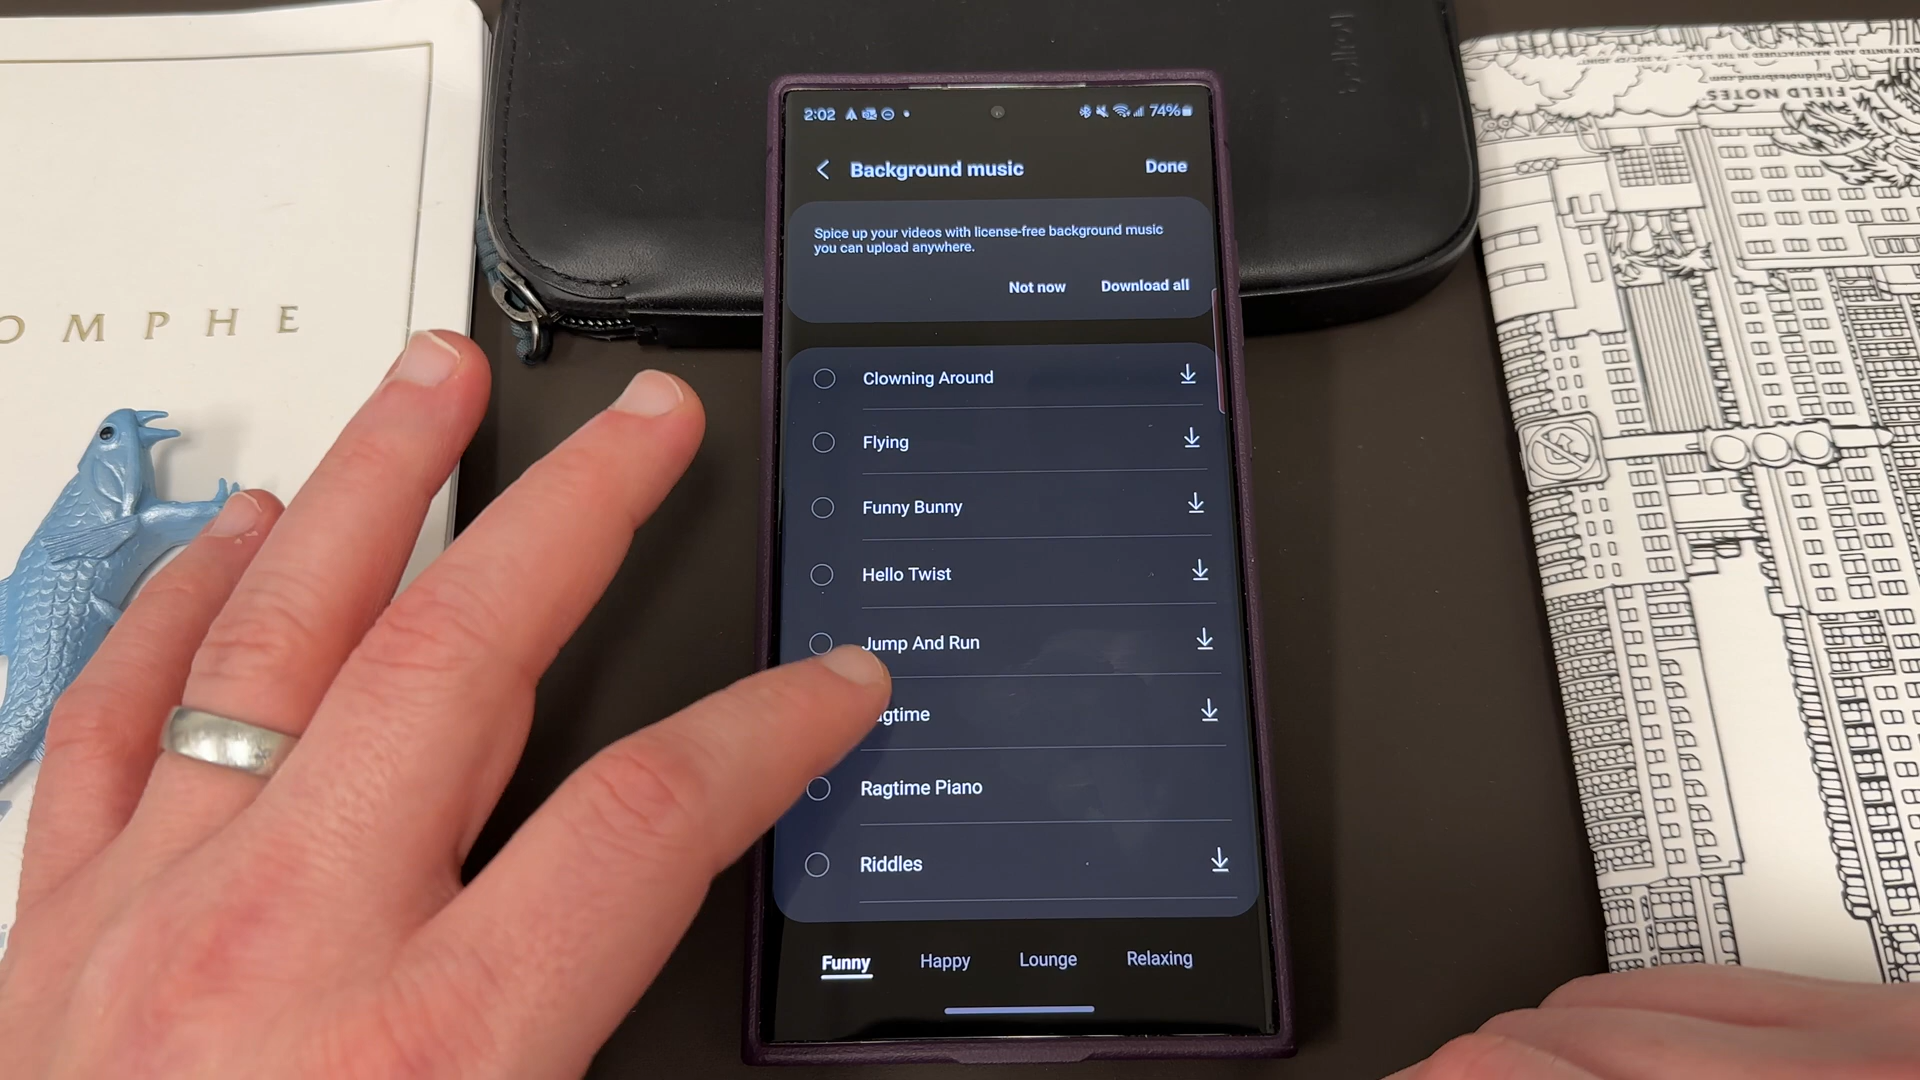 OMPHE
2:02
74%
Background music
Done
Spice up your videos with license-free background music
you can upload anywhere.
Not now
Download all
Clowning Around
Flying
Funny Bunny
Hello Twist
Jump And Run
gtime
Ragtime Piano
Riddles
Funny
Happy
Lounge
Relaxing
FIELD NOTES
fieldnotesbrand.com